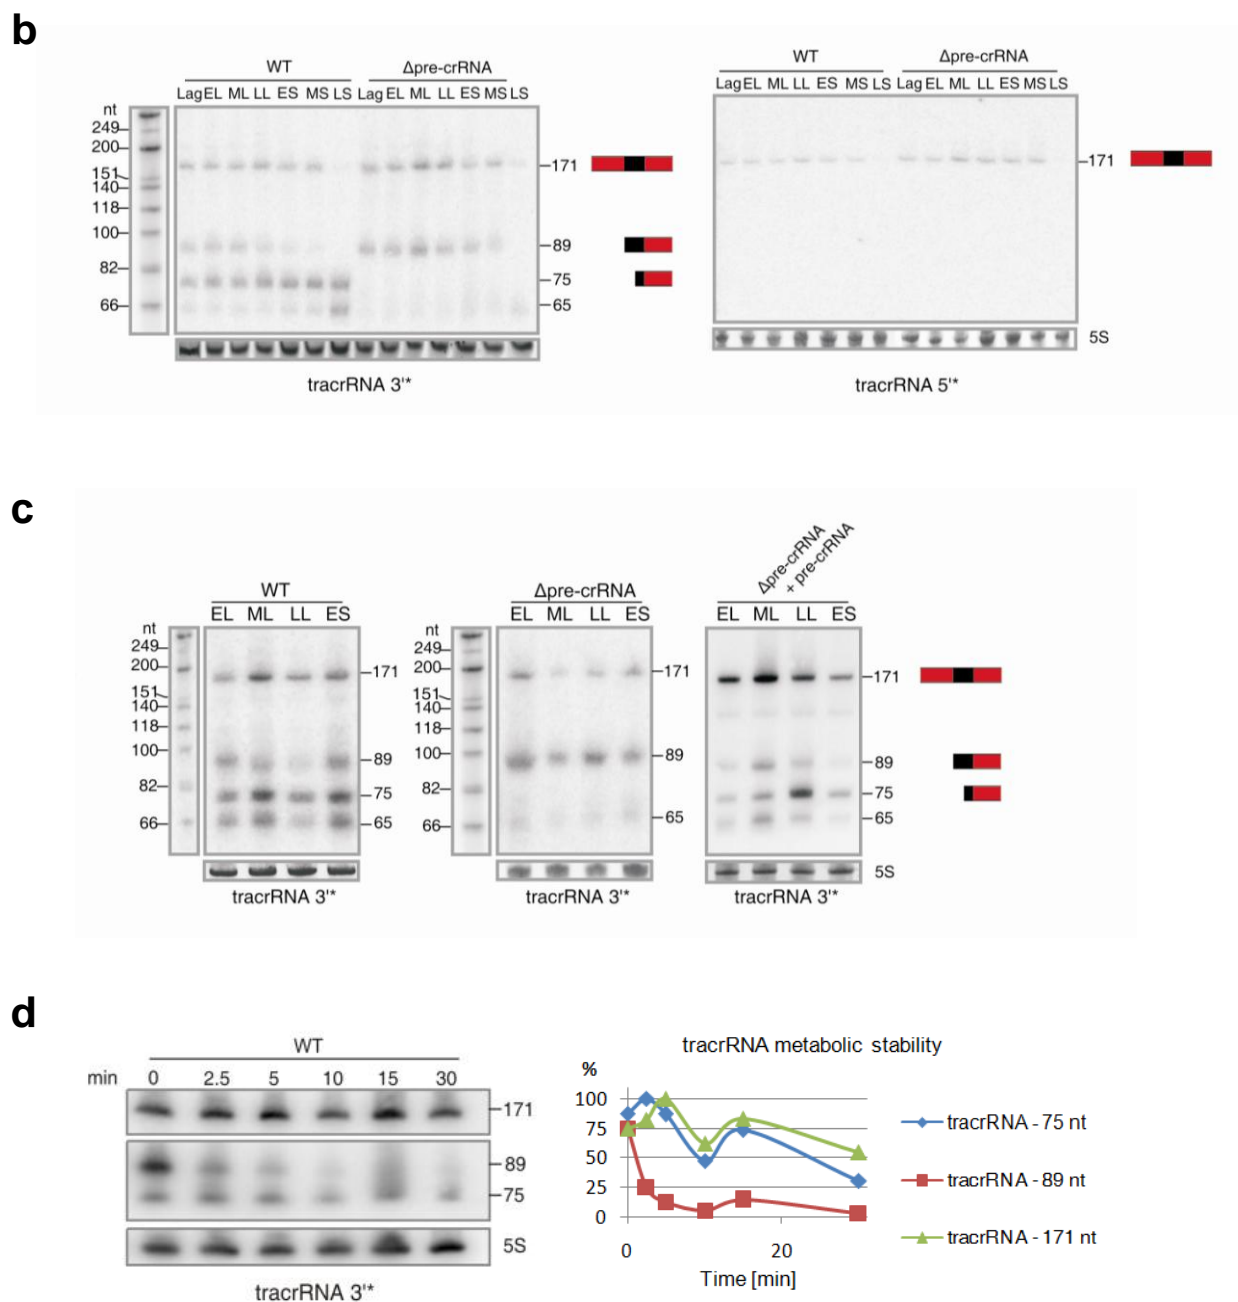 b
WT
Δpre-crRNA
Lag EL ML LL ES MS LS Lag EL ML LL ES MS LS
nt
249
200
151
140
118
100
82
66
171
89
75
65
tracrRNA 3'*
WT
Δpre-crRNA
Lag EL ML LL ES MS LS Lag EL ML LL ES MS LS
171
5S
tracrRNA 5'*
c
WT
EL ML LL ES
nt
249
200
151
140
118
100
82
66
171
89
75
65
tracrRNA 3'*
Δpre-crRNA
EL ML LL ES
nt
249
200
151
140
118
100
82
66
171
89
65
tracrRNA 3'*
Δpre-crRNA
+ pre-crRNA
EL ML LL ES
171
89
75
65
5S
tracrRNA 3'*
d
WT
min 0 2.5 5 10 15 30
171
89
75
5S
tracrRNA 3'*
tracrRNA metabolic stability
%
100
75
50
25
0
0 20
Time [min]
tracrRNA - 75 nt
tracrRNA - 89 nt
tracrRNA - 171 nt